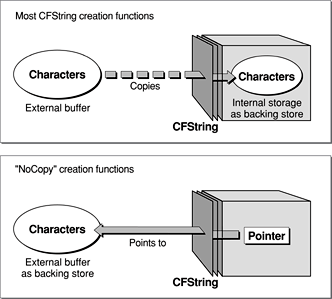 Most CFString creation functions
Characters
External buffer
Copies
Characters
Internal storage
as backing store
CFString
"NoCopy" creation functions
Characters
External buffer
as backing store
Points to
Pointer
CFString